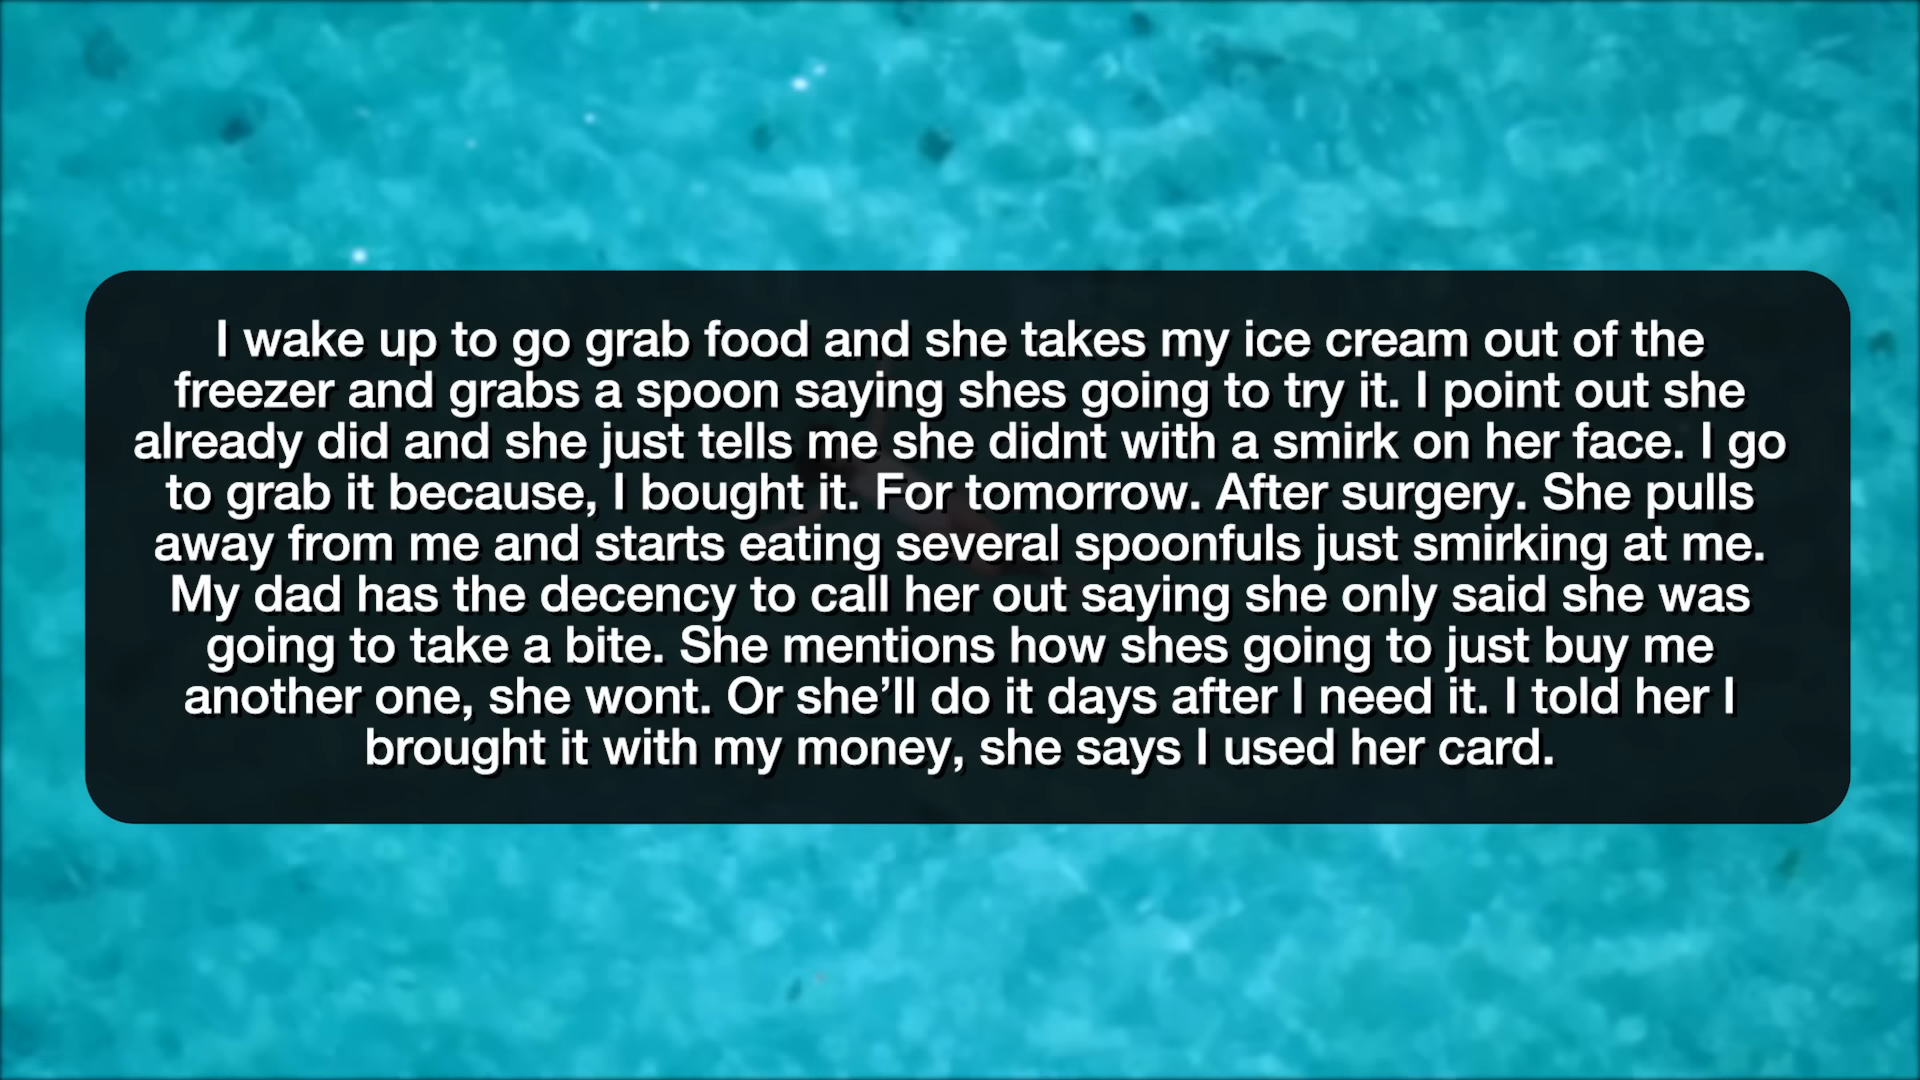 I wake up to go grab food and she takes my ice cream out of the
freezer and grabs a spoon saying shes going to try it. I point out she
already did and she just tells me she didnt with a smirk on her face. I go
to grab it because, I bought it. For tomorrow. After surgery. She pulls
away from me and starts eating several spoonfuls just smirking at me.
My dad has the decency to call her out saying she only said she was
going to take a bite. She mentions how shes going to just buy me
another one, she wont. Or she’ll do it days after I need it. I told her I
brought it with my money, she says I used her card.